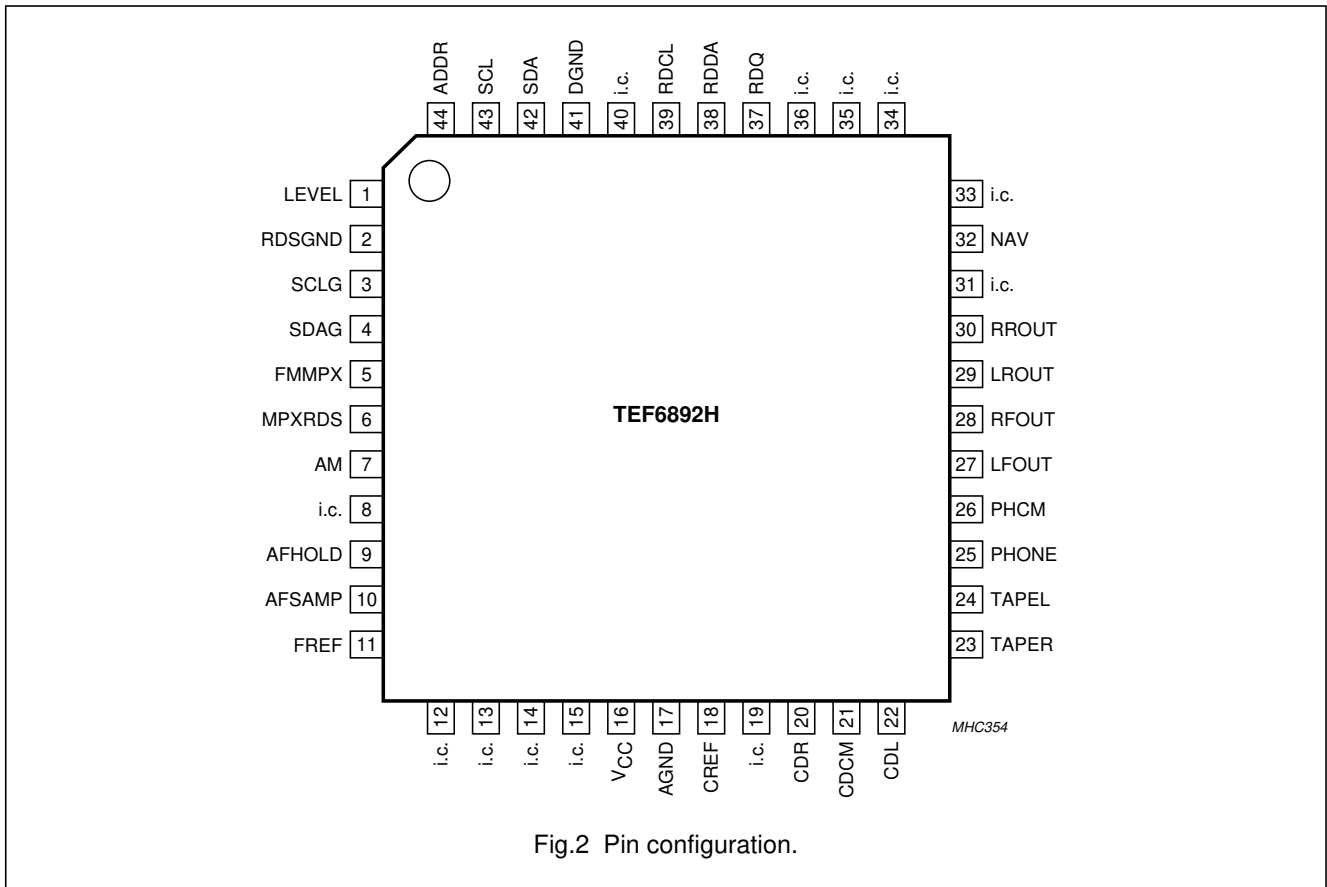 44 ADDR
43 SCL
42 SDA
41 DGND
40 i.c.
39 RDCL
38 RDDA
37 RDQ
36 i.c.
35 i.c.
34 i.c.
LEVEL 1
RDSGND 2
SCLG 3
SDAG 4
FMMPX 5
MPXRDS 6
AM 7
i.c. 8
AFHOLD 9
AFSAMP 10
FREF 11
TEF6892H
33 i.c.
32 NAV
31 i.c.
30 RROUT
29 LROUT
28 RFOUT
27 LFOUT
26 PHCM
25 PHONE
24 TAPEL
23 TAPER
i.c. 12
i.c. 13
i.c. 14
i.c. 15
VCC 16
AGND 17
CREF 18
i.c. 19
CDR 20
CDCM 21
CDL 22
MHC354
Fig.2 Pin configuration.